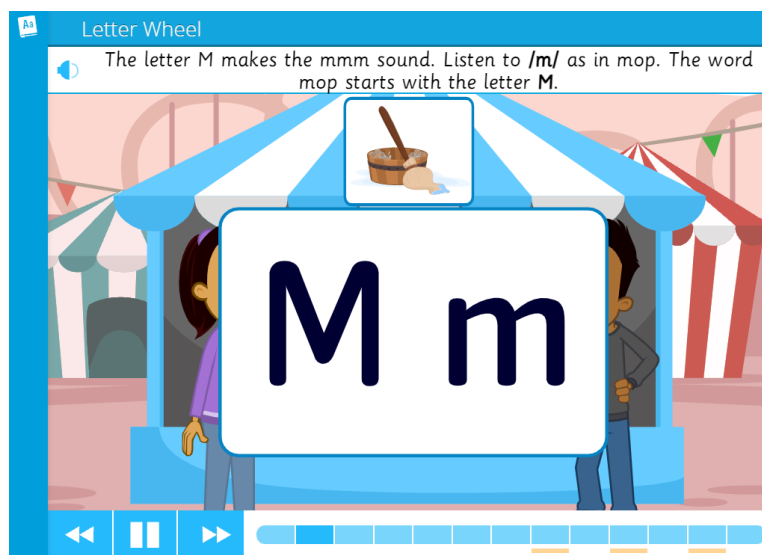 Aa
Letter Wheel
The letter M makes the mmm sound. Listen to /m/ as in mop. The word
mop starts with the letter M.
M m